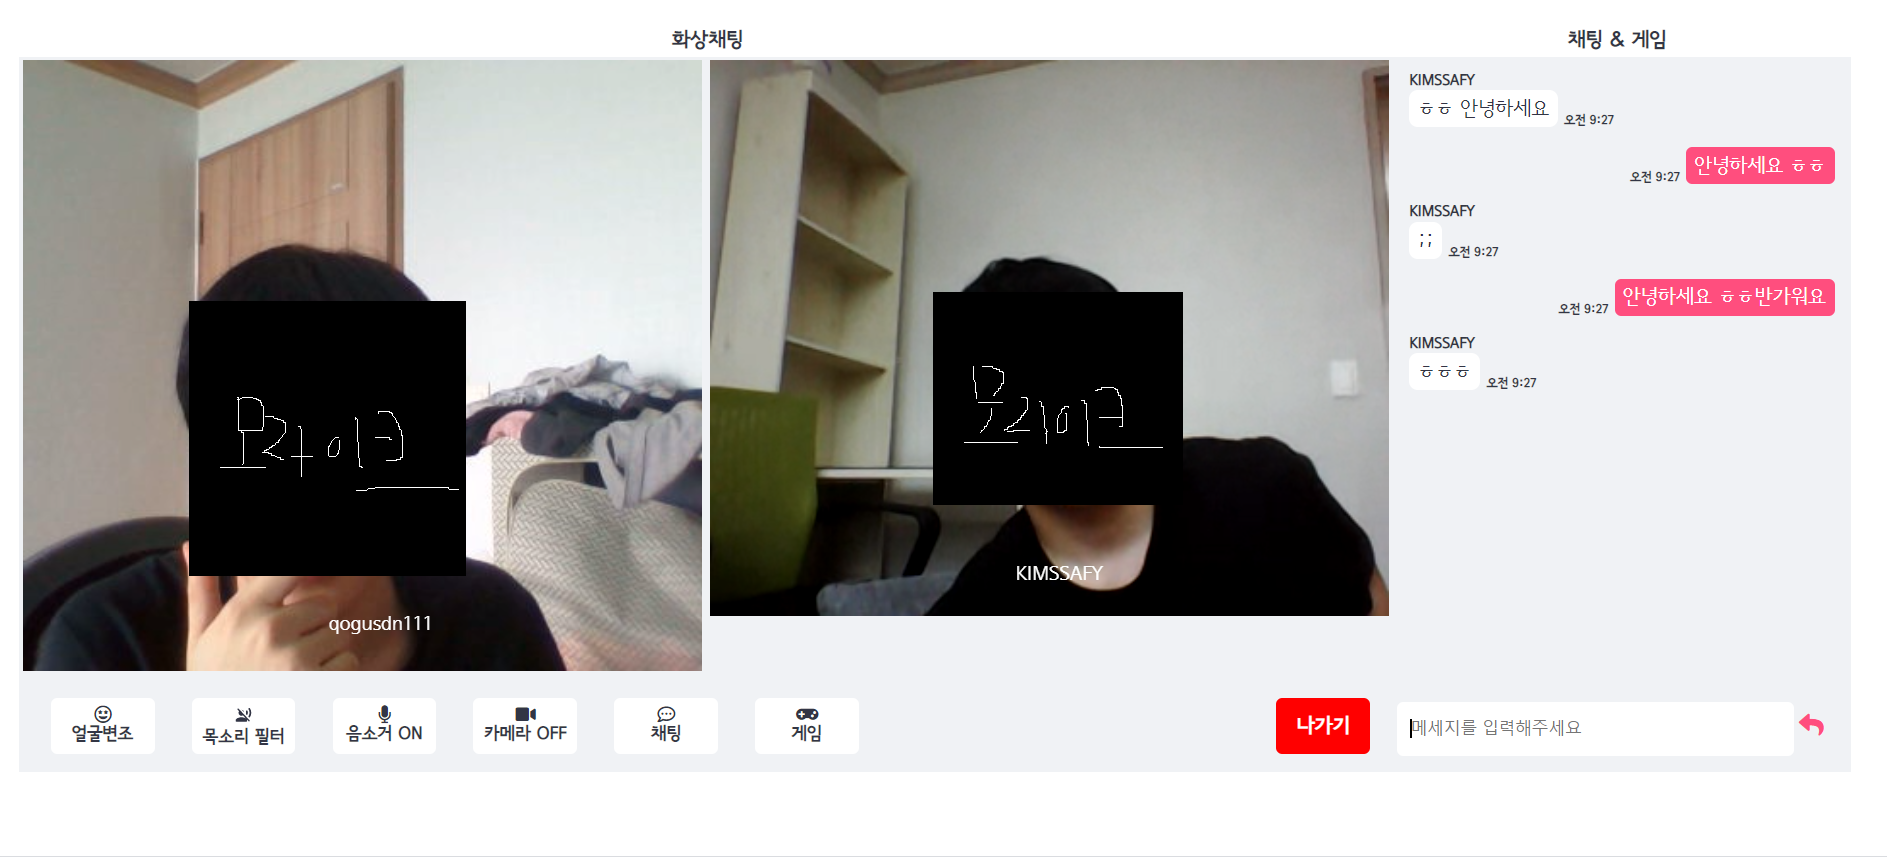 화상채팅
채팅 & 게임
모자이크
qogusdn111
모자이크
KIMSSAFY
KIMSSAFY
ㅎㅎ 안녕하세요
오전 9:27
오전 9:27
안녕하세요 ㅎㅎ
KIMSSAFY
;;
오전 9:27
오전 9:27
안녕하세요 ㅎㅎ반가워요
KIMSSAFY
ㅎㅎㅎ
오전 9:27
얼굴변조
목소리 필터
음소거 ON
카메라 OFF
채팅
게임
나가기
메세지를 입력해주세요